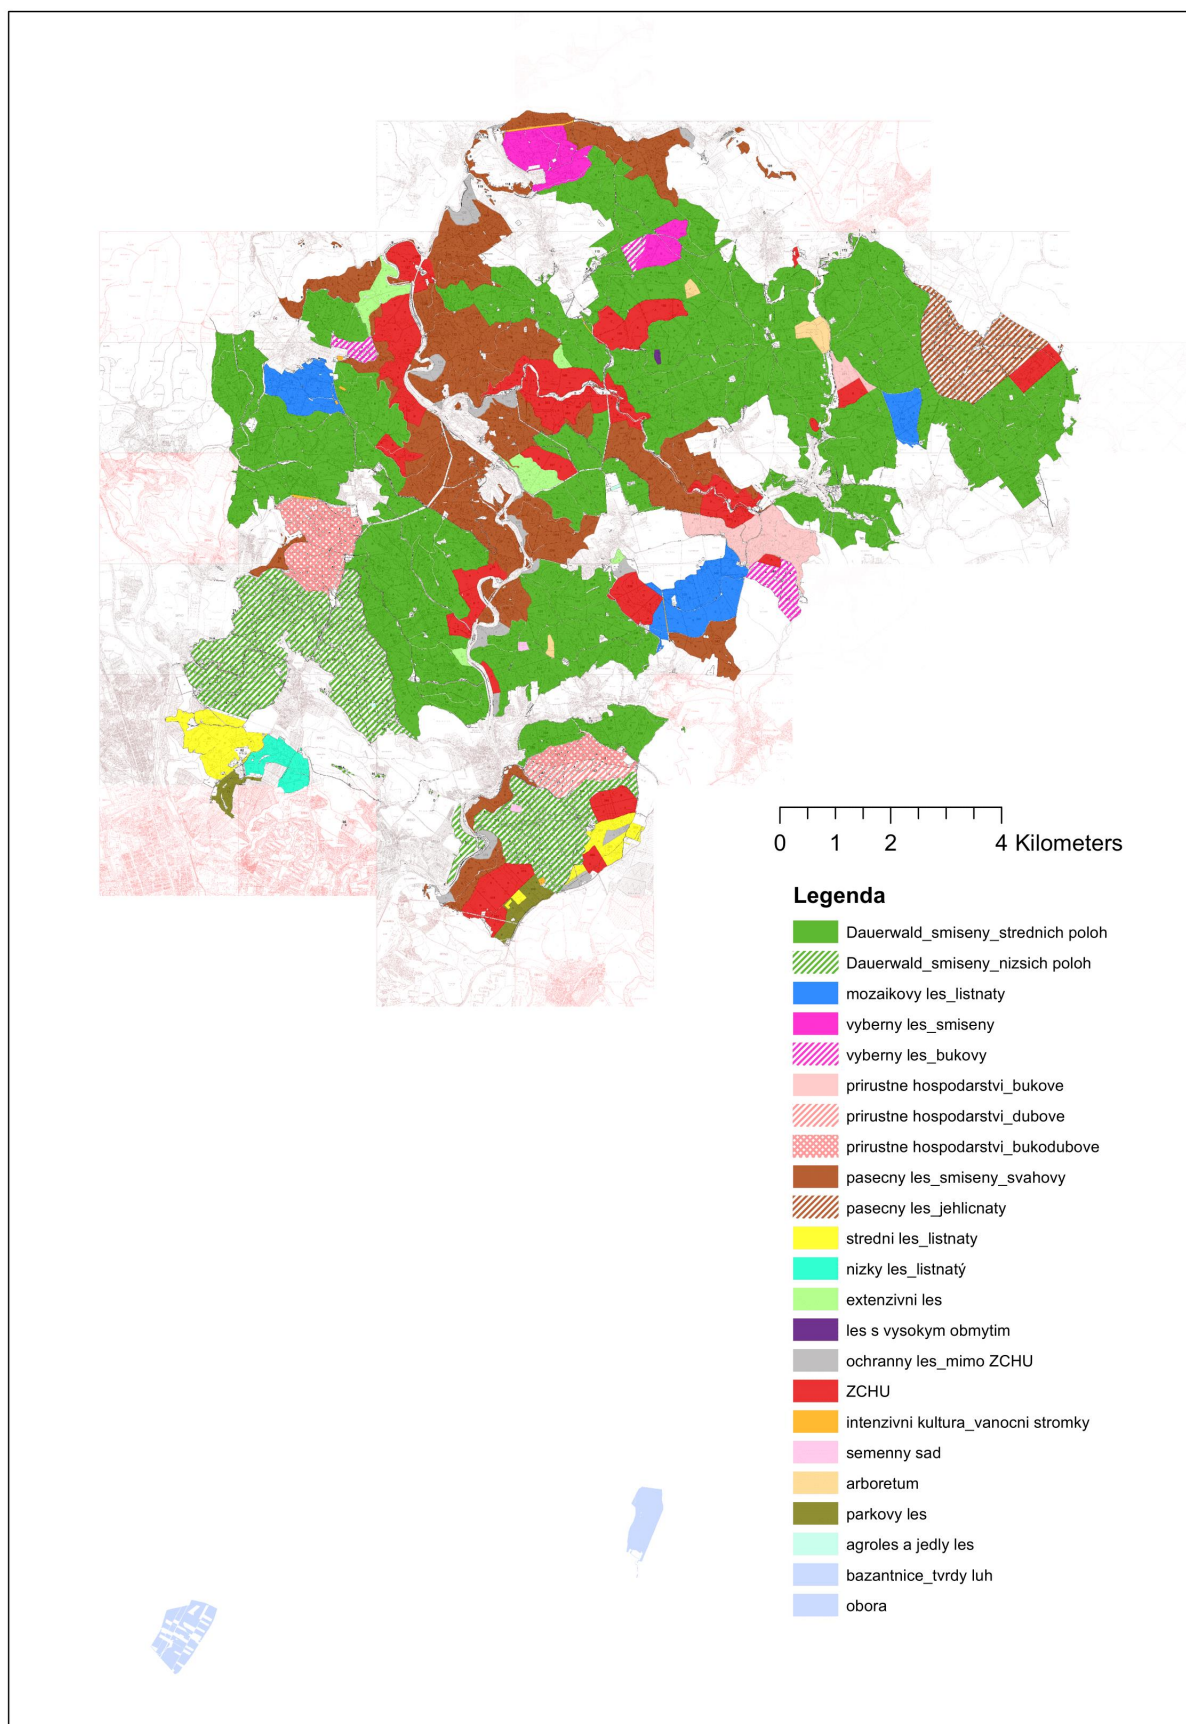 0 1 2 4 Kilometers
Legenda
Dauerwald_smiseny_strednich poloh
Dauerwald_smiseny_nizsich poloh
mozaikovy les_listnaty
vyberny les_smiseny
vyberny les_bukovy
prirustne hospodarstvi_bukove
prirustne hospodarstvi_dubove
prirustne hospodarstvi_bukodubove
pasecny les_smiseny_svahovy
pasecny les_jehlicnaty
stredni les_listnaty
nizky les_listnatý
extenzivni les
les s vysokym obmytim
ochranny les_mimo ZCHU
ZCHU
intenzivni kultura_vanocni stromky
semenny sad
arboretum
parkovy les
agroles a jedly les
bazantnice_tvrdy luh
obora